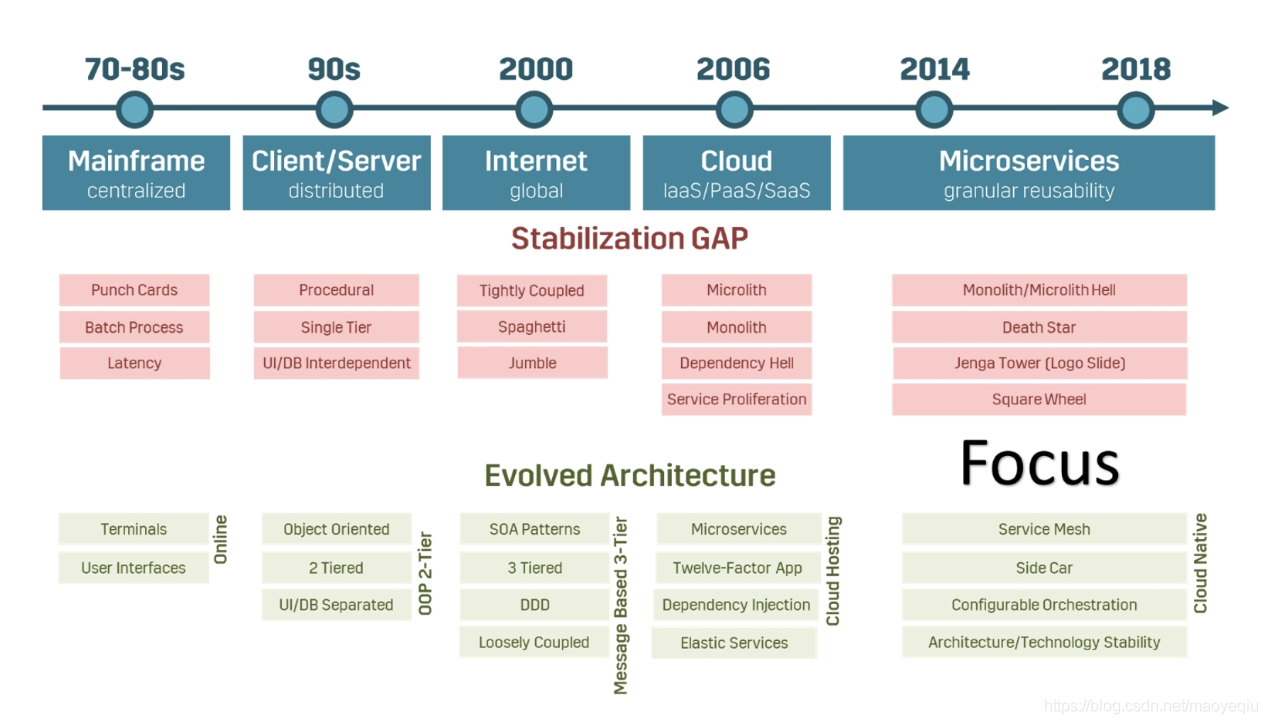 70-80s
90s
2000
2006
2014
2018
Mainframe
centralized
Client/Server
distributed
Internet
global
Cloud
IaaS/PaaS/SaaS
Microservices
granular reusability
Stabilization GAP
Punch Cards
Batch Process
Latency
Procedural
Single Tier
UI/DB Interdependent
Tightly Coupled
Spaghetti
Jumble
Microlith
Monolith
Dependency Hell
Service Proliferation
Monolith/Microlith Hell
Death Star
Jenga Tower (Logo Slide)
Square Wheel
Evolved Architecture
Focus
Terminals
User Interfaces
Online
Object Oriented
2 Tiered
UI/DB Separated
OOP 2-Tier
SOA Patterns
3 Tiered
DDD
Loosely Coupled
Message Based 3-Tier
Microservices
Twelve-Factor App
Dependency Injection
Elastic Services
Cloud Hosting
Service Mesh
Side Car
Configurable Orchestration
Architecture/Technology Stability
Cloud Native
https://blog.csdn.net/maoyeqiu